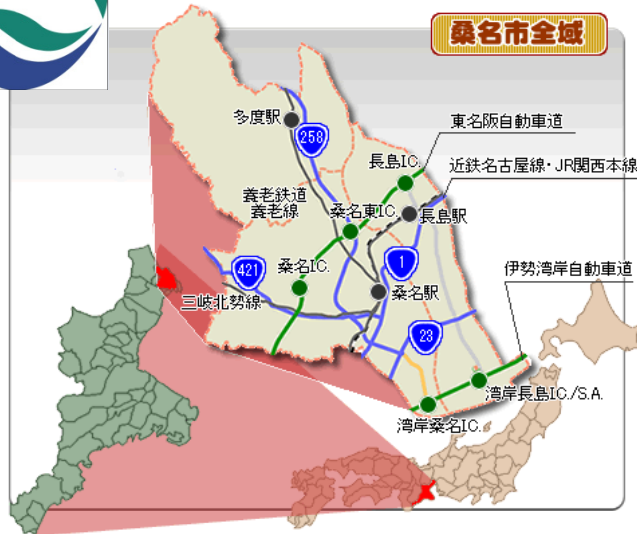 桑名市全域
多度駅
258
東名阪自動車道
長島IC.
近鉄名古屋線・JR関西本線
養老鉄道
養老線
桑名東IC.
長島駅
421
桑名IC.
1
伊勢湾岸自動車道
三岐北勢線
桑名駅
23
湾岸長島IC./S.A.
湾岸桑名IC.